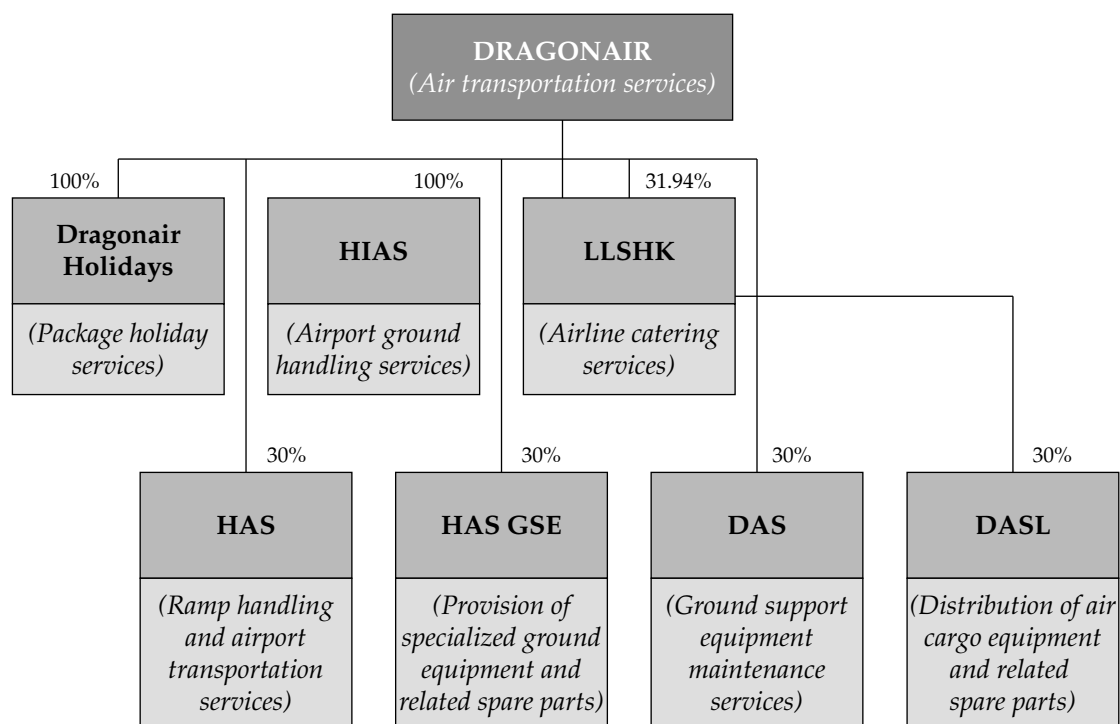 DRAGONAIR
(Air transportation services)
100%
100%
31.94%
Dragonair
Holidays
HIAS
LLSHK
(Package holiday
services)
(Airport ground
handling services)
(Airline catering
services)
30%
30%
30%
30%
HAS
HAS GSE
DAS
DASL
(Ramp handling
and airport
transportation
services)
(Provision of
specialized ground
equipment and
related spare parts)
(Ground support
equipment
maintenance
services)
(Distribution of air
cargo equipment
and related
spare parts)